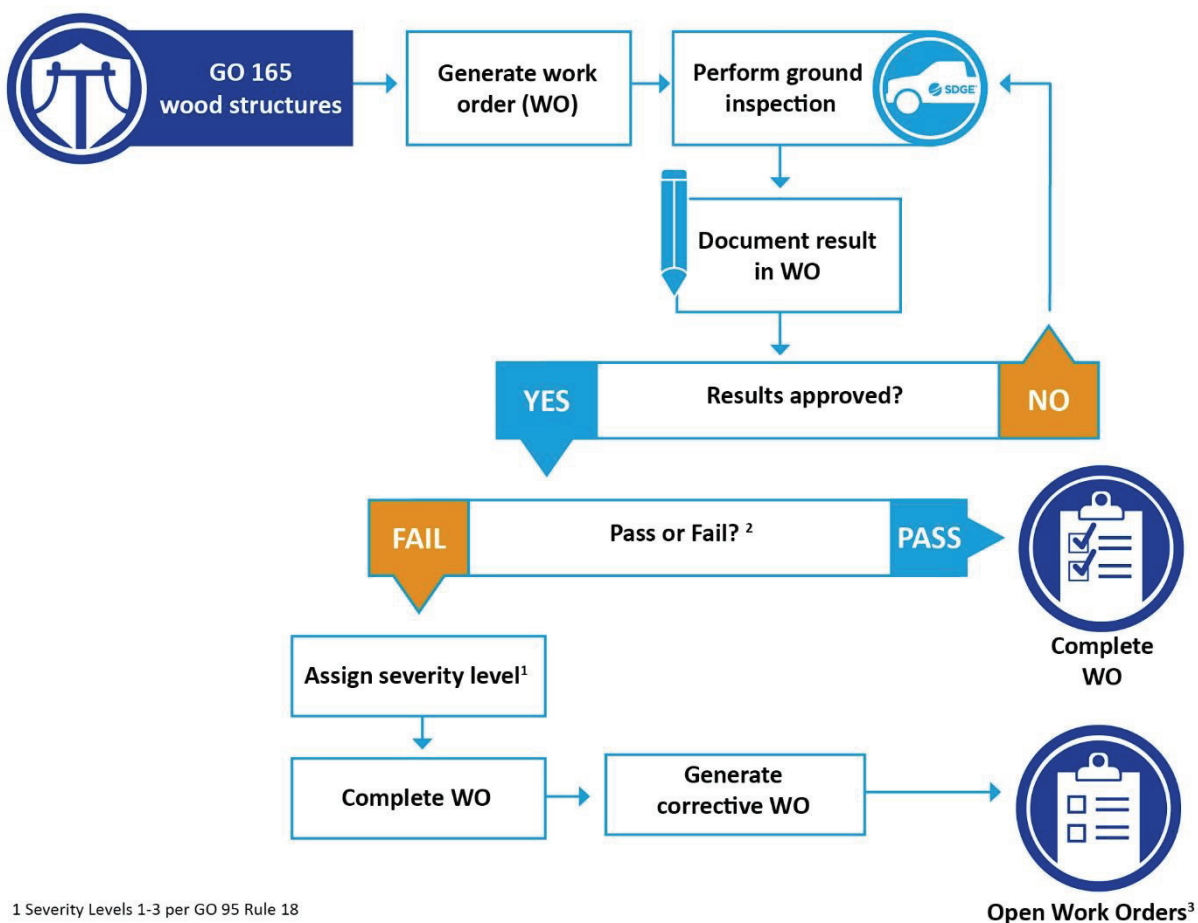 GO 165
wood structures
Generate work
order (WO)
Perform ground
inspection
SDGE
Document result
in WO
YES
Results approved?
NO
FAIL
Pass or Fail? 2
PASS
Complete
WO
Assign severity level1
Complete WO
Generate
corrective WO
Open Work Orders3
1 Severity Levels 1-3 per GO 95 Rule 18